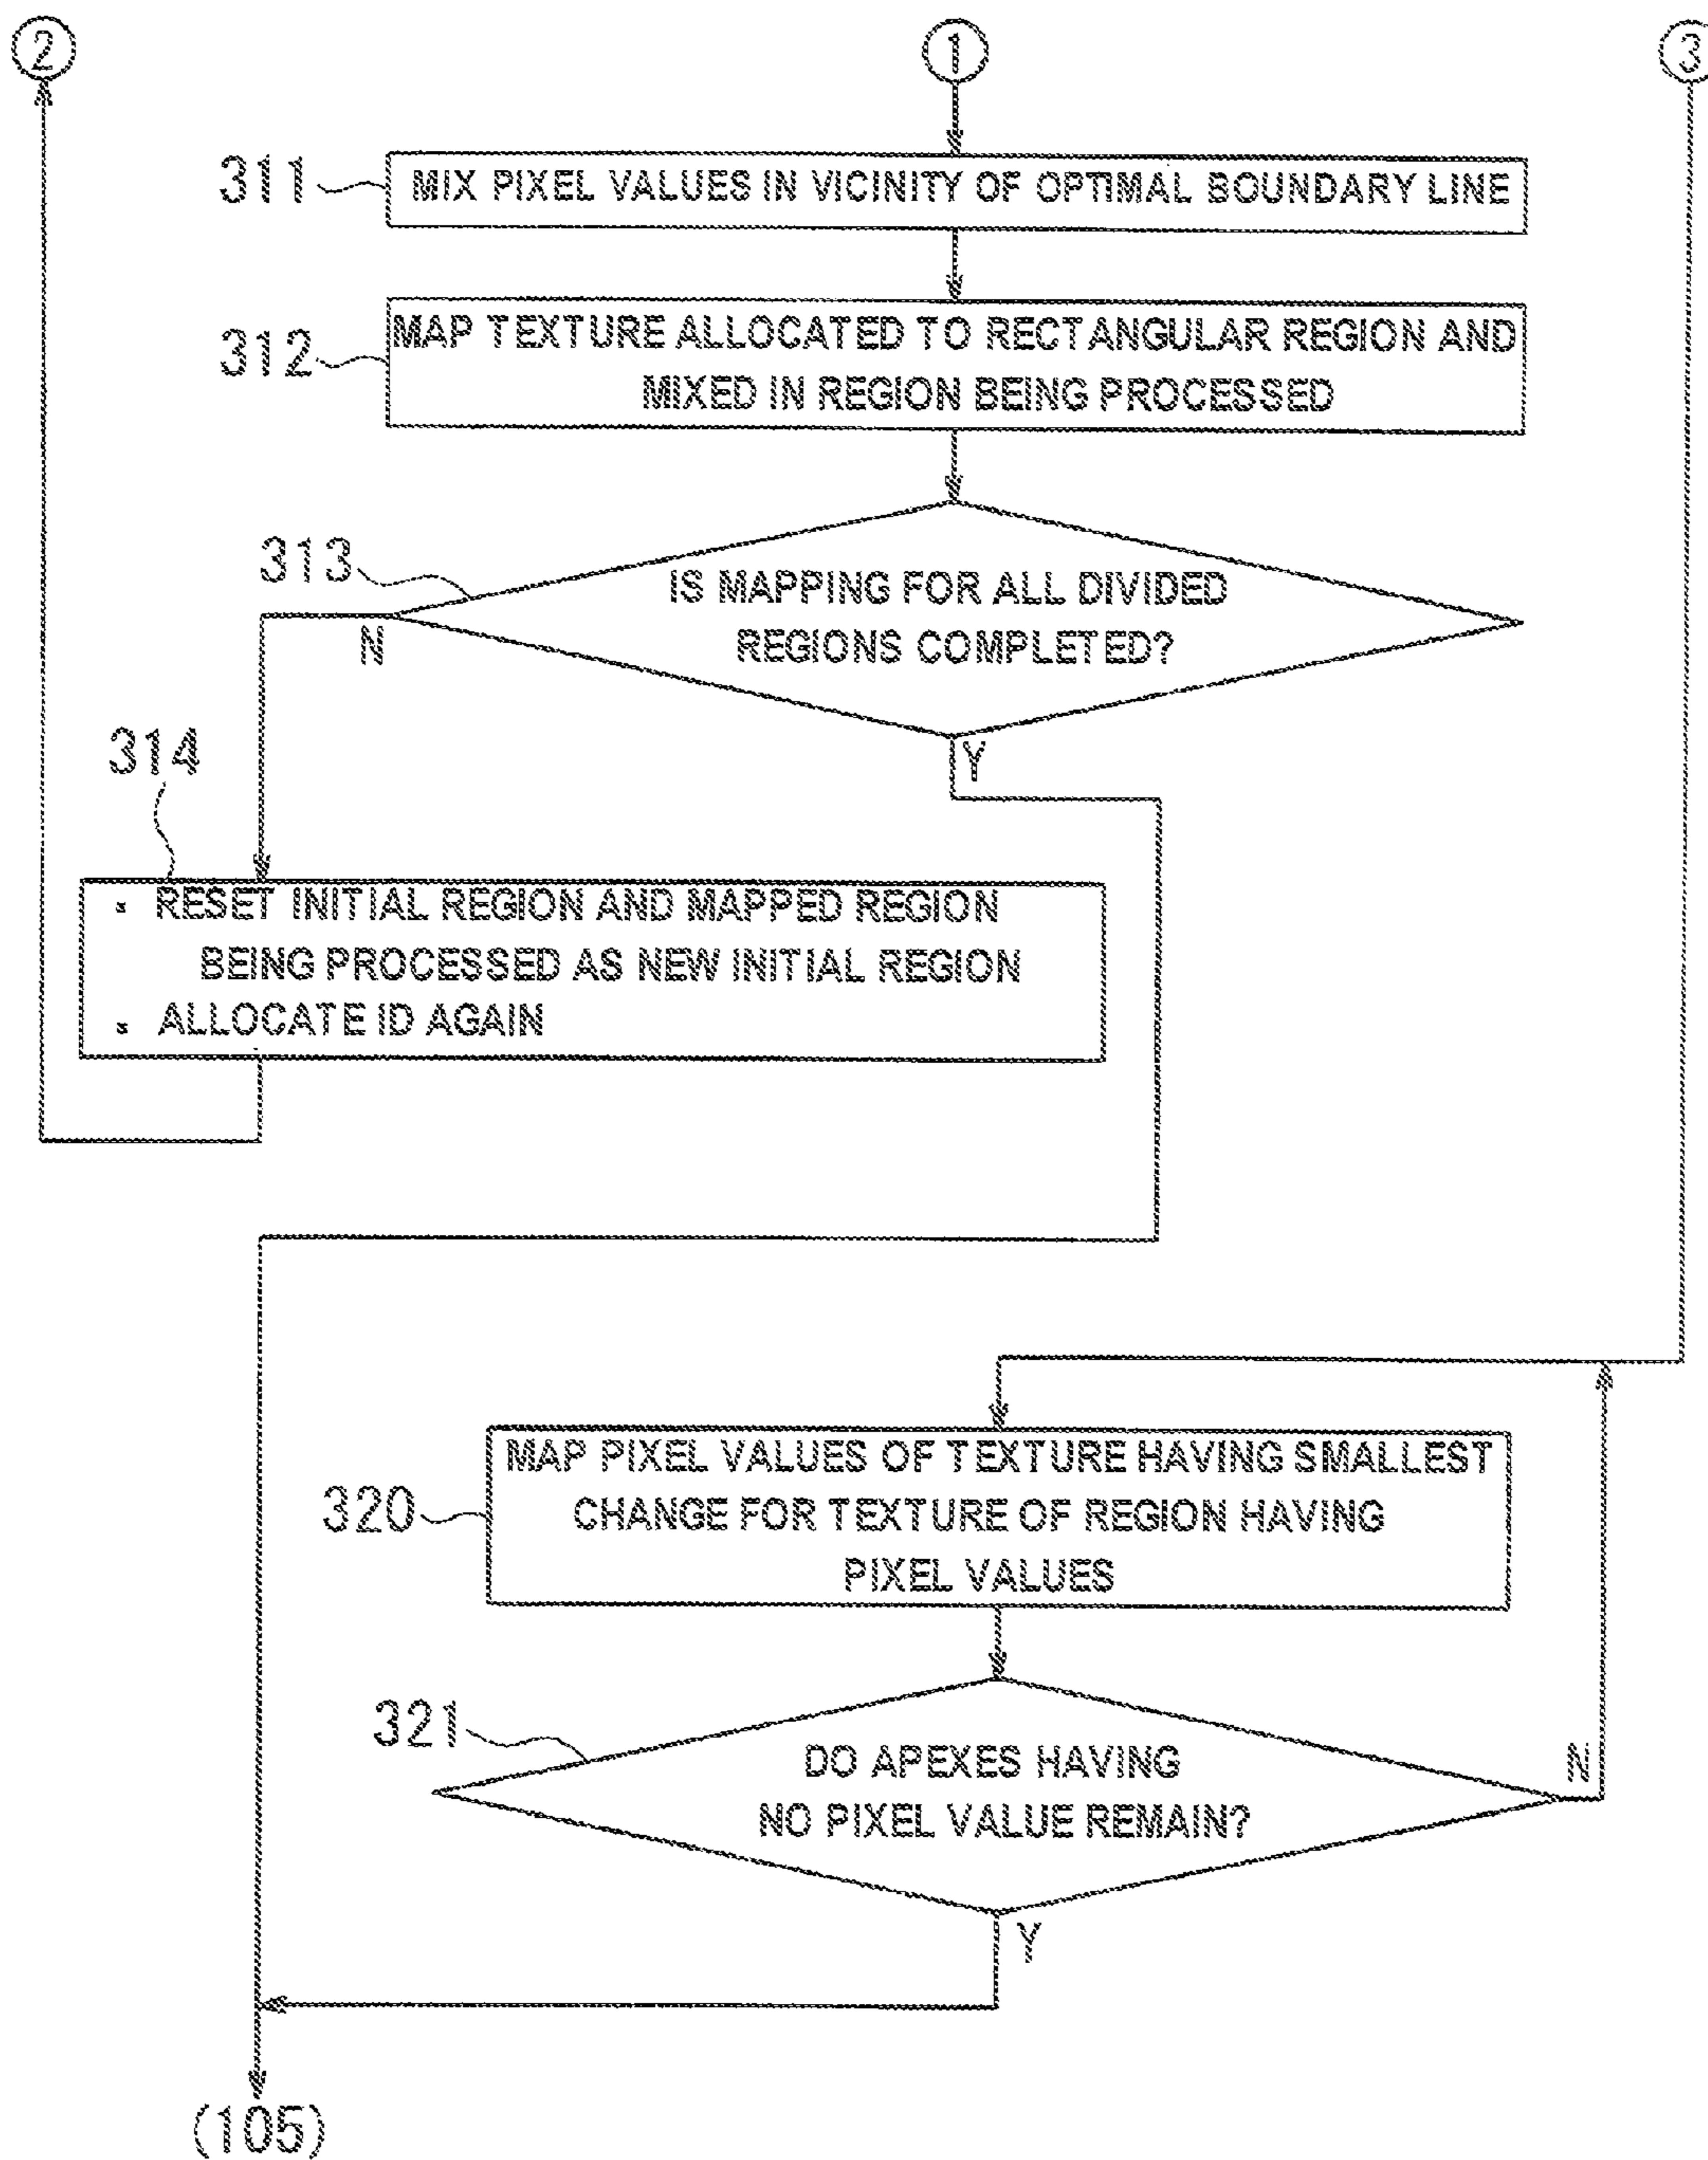 2
1
3
311
MIX PIXEL VALUES IN VICINITY OF OPTIMAL BOUNDARY LINE
312
MAP TEXTURE ALLOCATED TO RECTANGULAR REGION AND
MIXED IN REGION BEING PROCESSED
313
IS MAPPING FOR ALL DIVIDED
REGIONS COMPLETED?
N
Y
314
RESET INITIAL REGION AND MAPPED REGION
BEING PROCESSED AS NEW INITIAL REGION
ALLOCATE ID AGAIN
320
MAP PIXEL VALUES OF TEXTURE HAVING SMALLEST
CHANGE FOR TEXTURE OF REGION HAVING
PIXEL VALUES
321
DO APEXES HAVING
NO PIXEL VALUE REMAIN?
N
Y
(105)